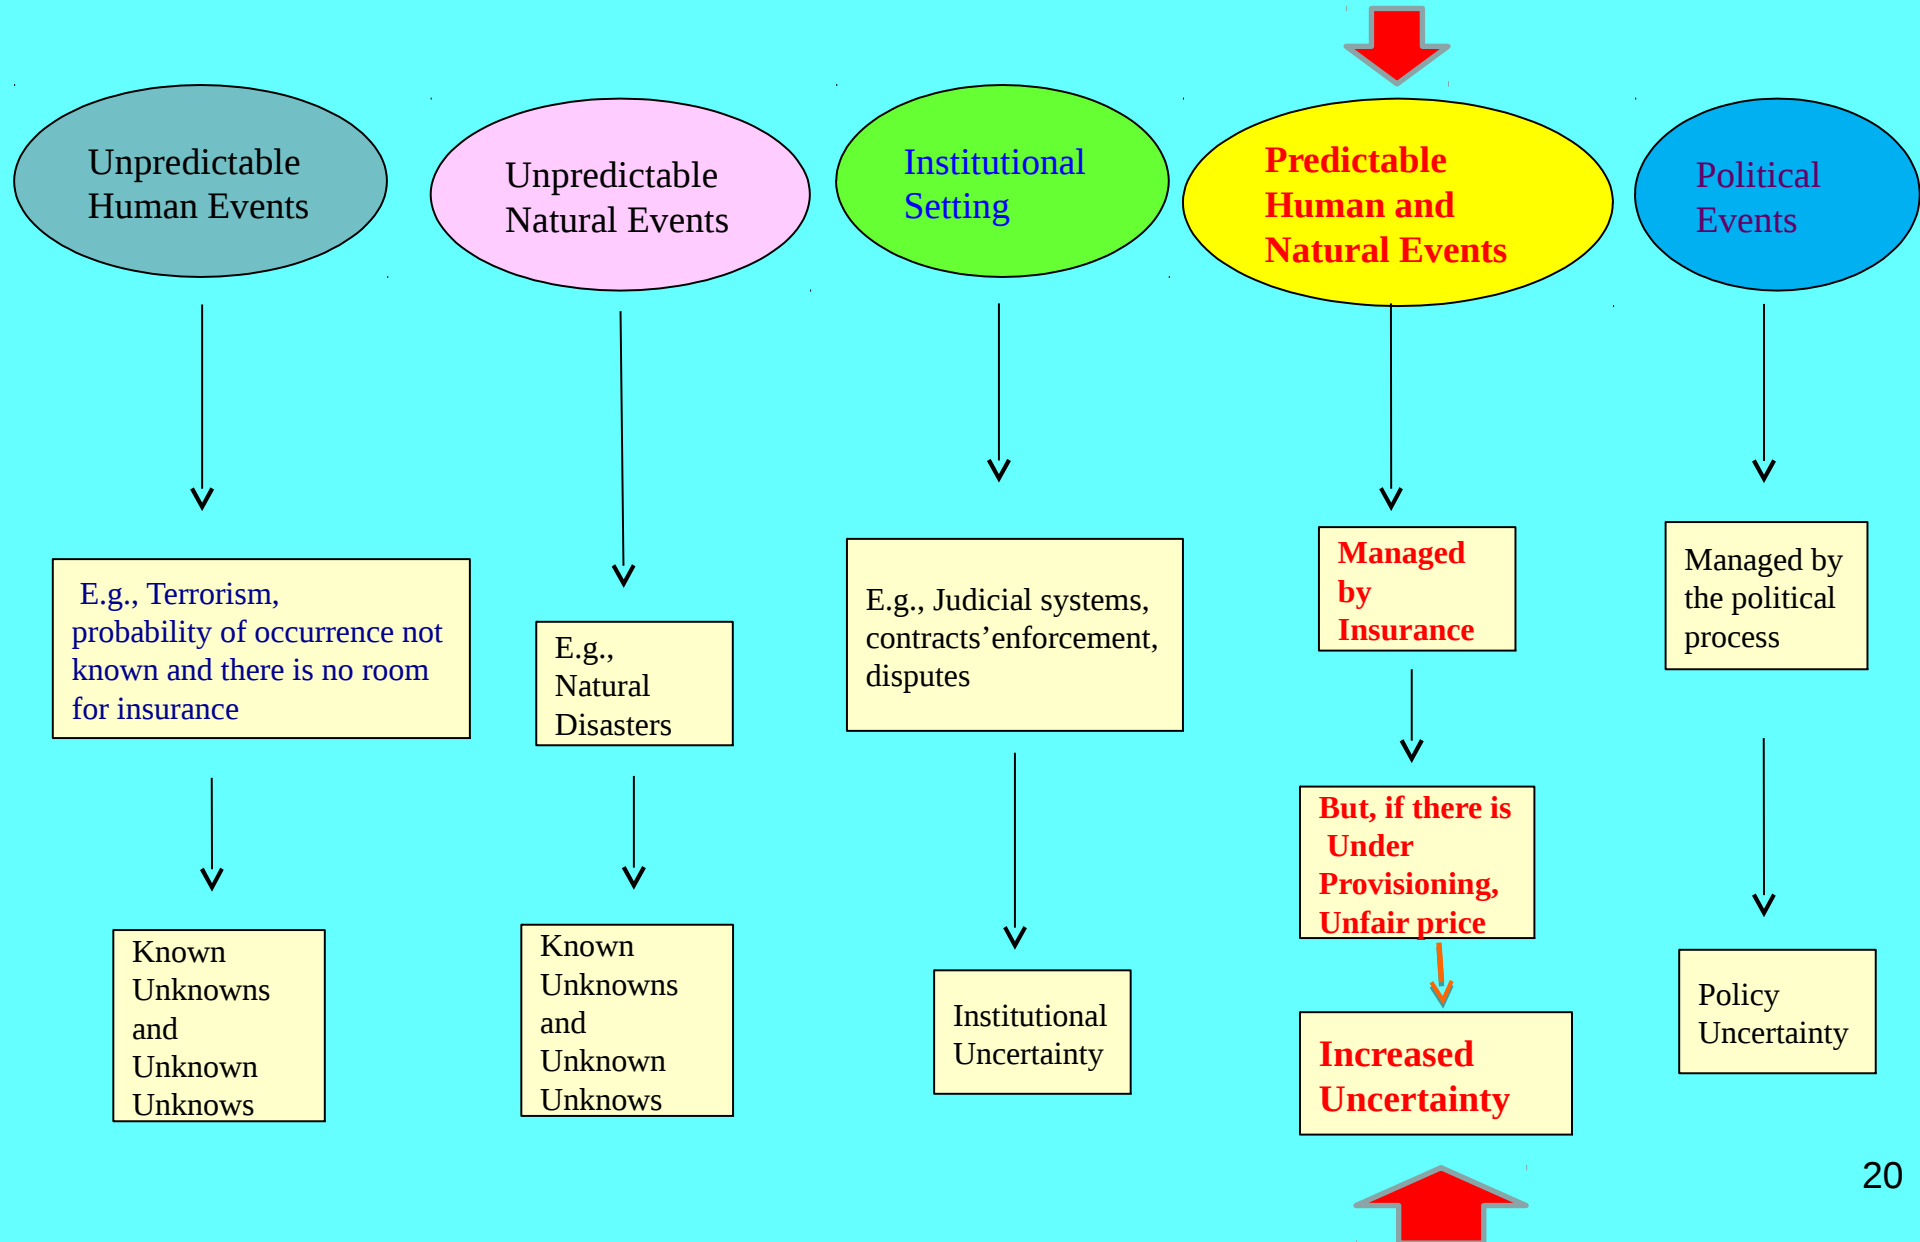 Unpredictable
Human Events
Unpredictable
Natural Events
Institutional
Setting
Predictable
Human and
Natural Events
Political
Events
E.g., Terrorism,
probability of occurrence not
known and there is no room
for insurance
E.g.,
Natural
Disasters
E.g., Judicial systems,
contracts’enforcement,
disputes
Managed
by
Insurance
Managed by
the political
process
But, if there is
Under
Provisioning,
Unfair price
Known
Unknowns
and
Unknown
Unknows
Known
Unknowns
and
Unknown
Unknows
Institutional
Uncertainty
Increased
Uncertainty
Policy
Uncertainty
20